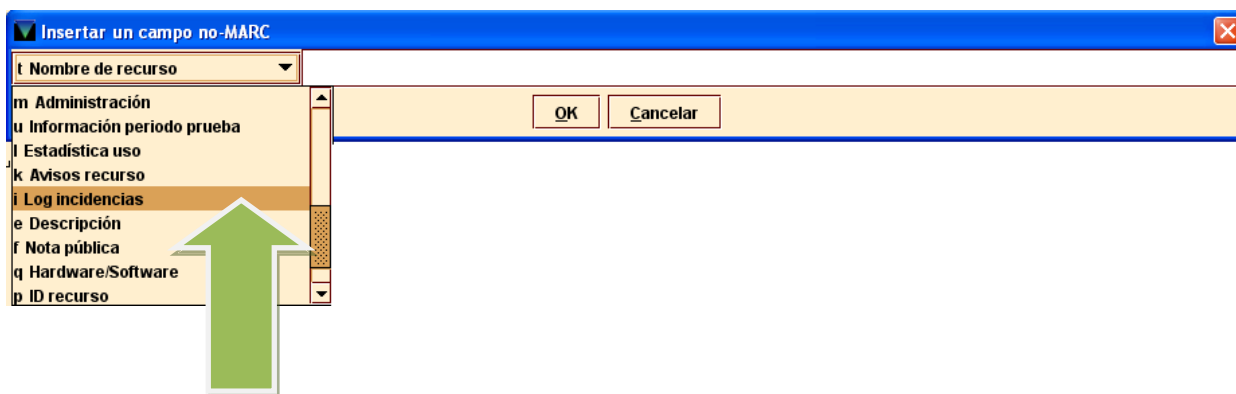 Insertar un campo no-MARC
t Nombre de recurso
m Administración
u Información periodo prueba
l Estadística uso
k Avisos recurso
i Log incidencias
e Descripción
f Nota pública
q Hardware/Software
p ID recurso
OK Cancelar